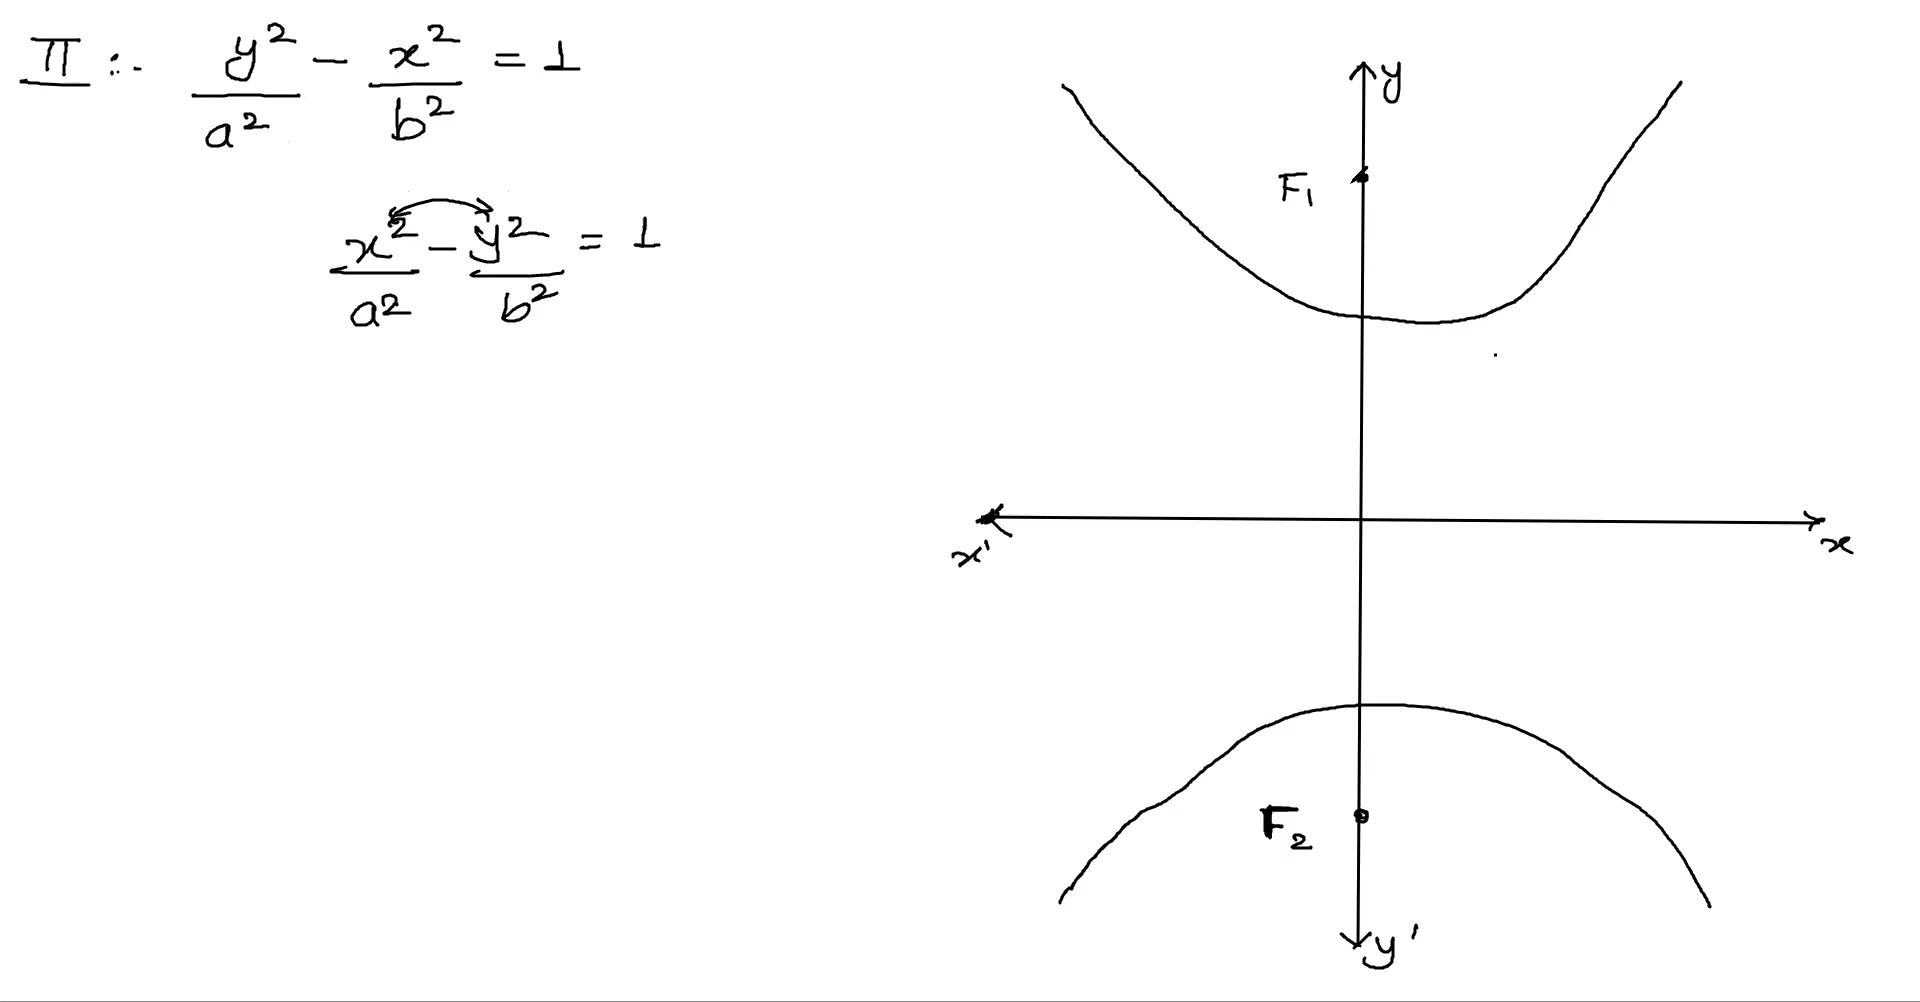 II :- y²/a² - x²/b² = 1
x²/a² - y²/b² = 1
y
F₁
x' x
F₂
y'